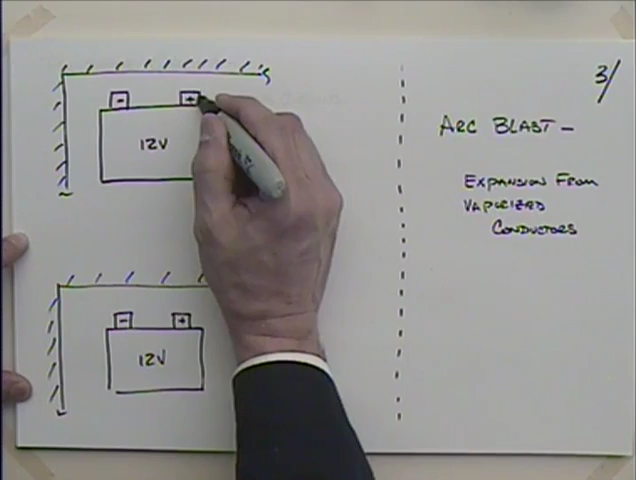 3/
- +
12V
ARC BLAST –
EXPANSION FROM
VAPORIZED
CONDUCTORS
- +
12V